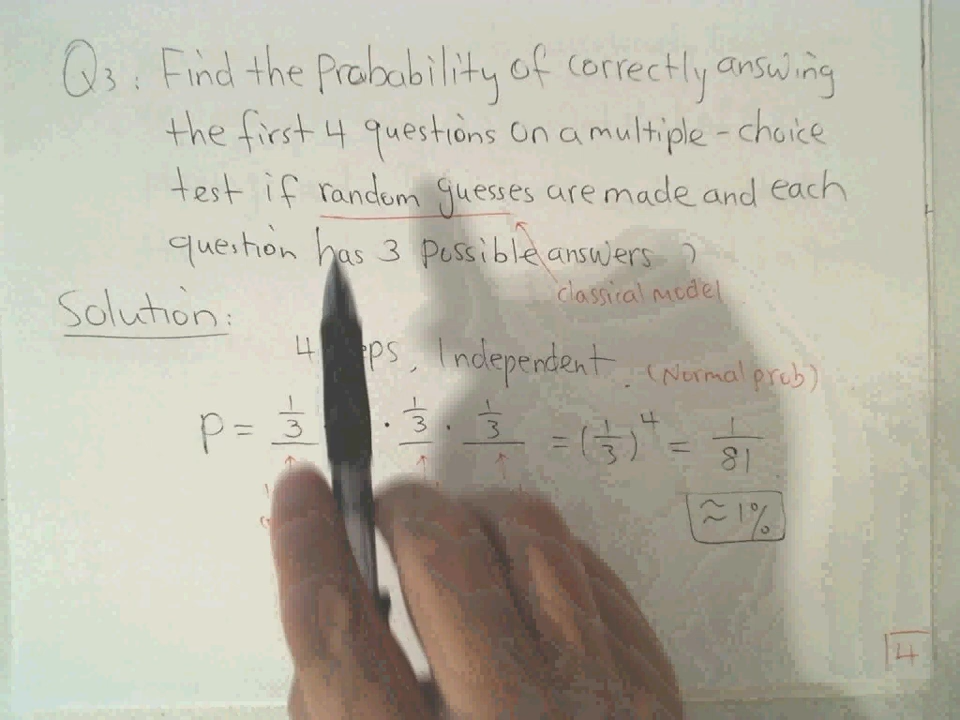 Q3: Find the probability of correctly answing
the first 4 questions on a multiple-choice
test if random guesses are made and each
question has 3 possible answers ?
classical model
Solution:
4 , Independent. (Normal prob)
P = 1/3 · 1/3 · 1/3 = (1/3)^4 = 1/81
≈ 1%
4